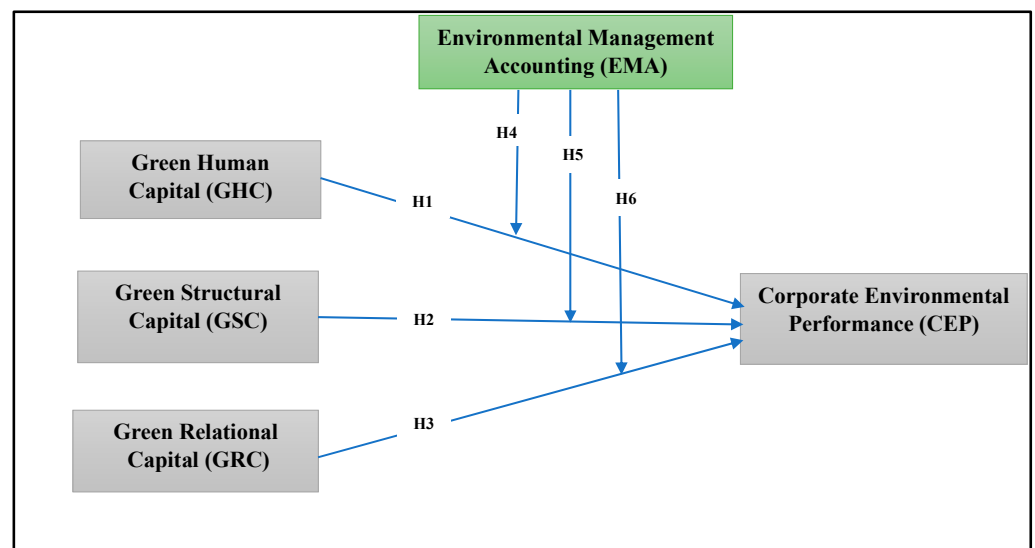 Environmental Management
Accounting (EMA)
H4
H5
Green Human
Capital (GHC)
H1
H6
Green Structural
Capital (GSC)
H2
Corporate Environmental
Performance (CEP)
Green Relational
Capital (GRC)
H3